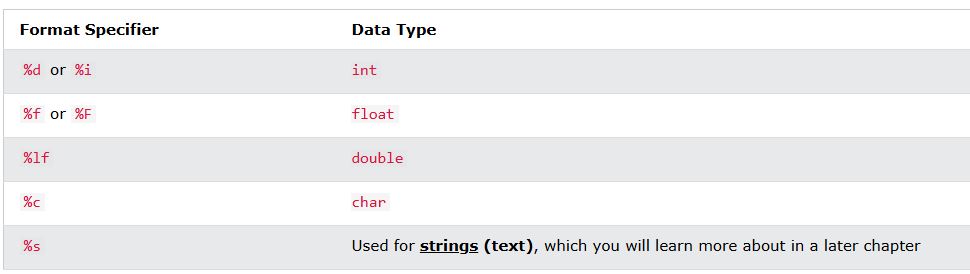 Format Specifier Data Type
%d or %i int
%f or %F float
%lf double
%c char
%s Used for strings (text), which you will learn more about in a later chapter